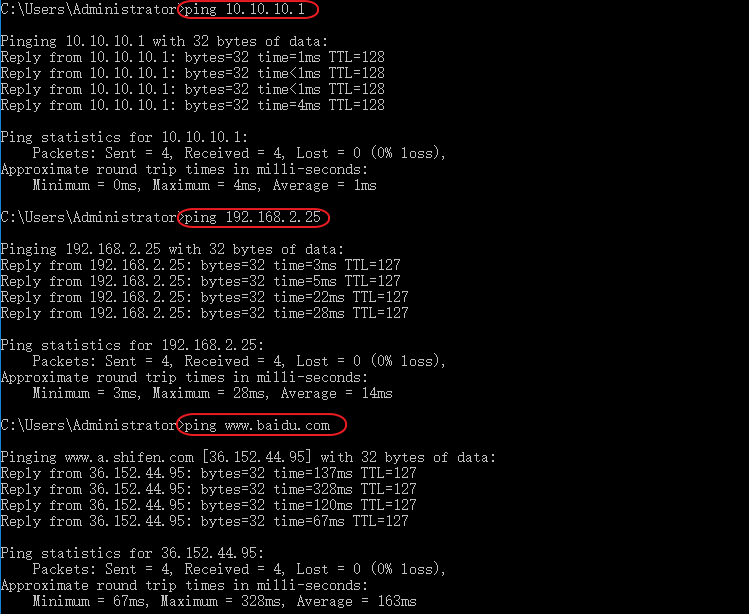 C:\Users\Administrator>ping 10.10.10.1
Pinging 10.10.10.1 with 32 bytes of data:
Reply from 10.10.10.1: bytes=32 time=1ms TTL=128
Reply from 10.10.10.1: bytes=32 time<1ms TTL=128
Reply from 10.10.10.1: bytes=32 time<1ms TTL=128
Reply from 10.10.10.1: bytes=32 time=4ms TTL=128
Ping statistics for 10.10.10.1:
    Packets: Sent = 4, Received = 4, Lost = 0 (0% loss),
Approximate round trip times in milli-seconds:
    Minimum = 0ms, Maximum = 4ms, Average = 1ms
C:\Users\Administrator>ping 192.168.2.25
Pinging 192.168.2.25 with 32 bytes of data:
Reply from 192.168.2.25: bytes=32 time=3ms TTL=127
Reply from 192.168.2.25: bytes=32 time=5ms TTL=127
Reply from 192.168.2.25: bytes=32 time=22ms TTL=127
Reply from 192.168.2.25: bytes=32 time=28ms TTL=127
Ping statistics for 192.168.2.25:
    Packets: Sent = 4, Received = 4, Lost = 0 (0% loss),
Approximate round trip times in milli-seconds:
    Minimum = 3ms, Maximum = 28ms, Average = 14ms
C:\Users\Administrator>ping www.baidu.com
Pinging www.a.shifen.com [36.152.44.95] with 32 bytes of data:
Reply from 36.152.44.95: bytes=32 time=137ms TTL=127
Reply from 36.152.44.95: bytes=32 time=328ms TTL=127
Reply from 36.152.44.95: bytes=32 time=120ms TTL=127
Reply from 36.152.44.95: bytes=32 time=67ms TTL=127
Ping statistics for 36.152.44.95:
    Packets: Sent = 4, Received = 4, Lost = 0 (0% loss),
Approximate round trip times in milli-seconds:
    Minimum = 67ms, Maximum = 328ms, Average = 163ms